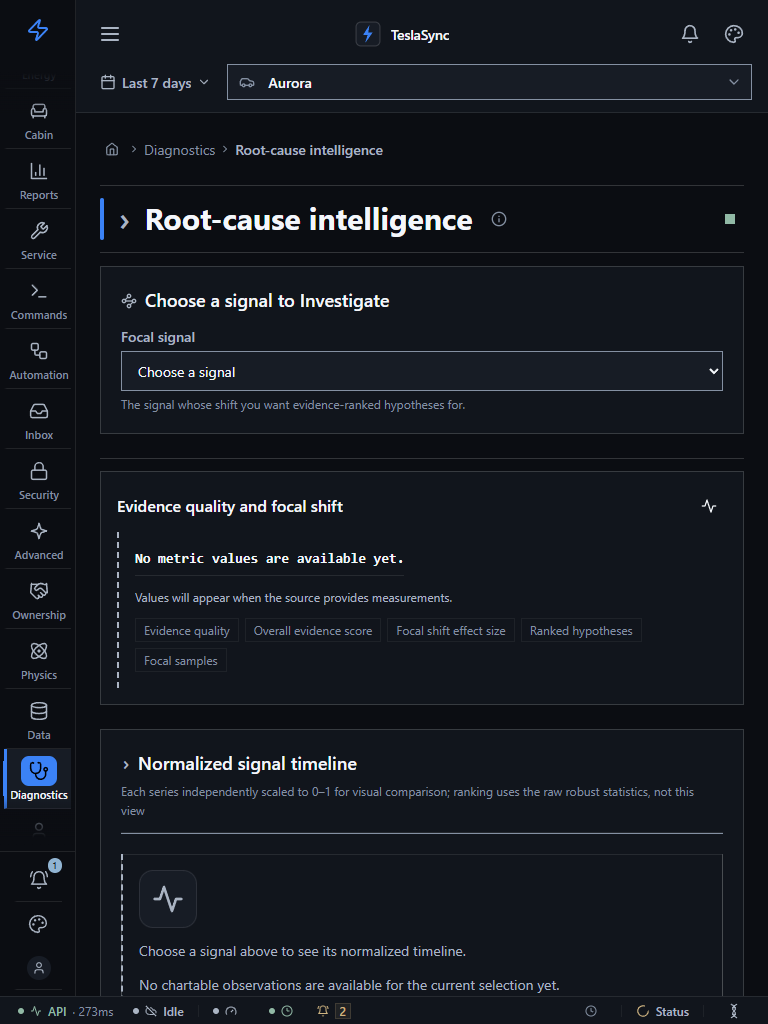 TeslaSync
Last 7 days
Aurora
Energy
Cabin
Reports
Service
Commands
Automation
Inbox
Security
Advanced
Ownership
Physics
Data
Diagnostics
1
Diagnostics
Root-cause intelligence
Root-cause intelligence
Choose a signal to Investigate
Focal signal
Choose a signal
The signal whose shift you want evidence-ranked hypotheses for.
Evidence quality and focal shift
No metric values are available yet.
Values will appear when the source provides measurements.
Evidence quality Overall evidence score Focal shift effect size Ranked hypotheses
Focal samples
Normalized signal timeline
Each series independently scaled to 0–1 for visual comparison; ranking uses the raw robust statistics, not this
view
Choose a signal above to see its normalized timeline.
No chartable observations are available for the current selection yet.
API · 273ms Idle 2 Status